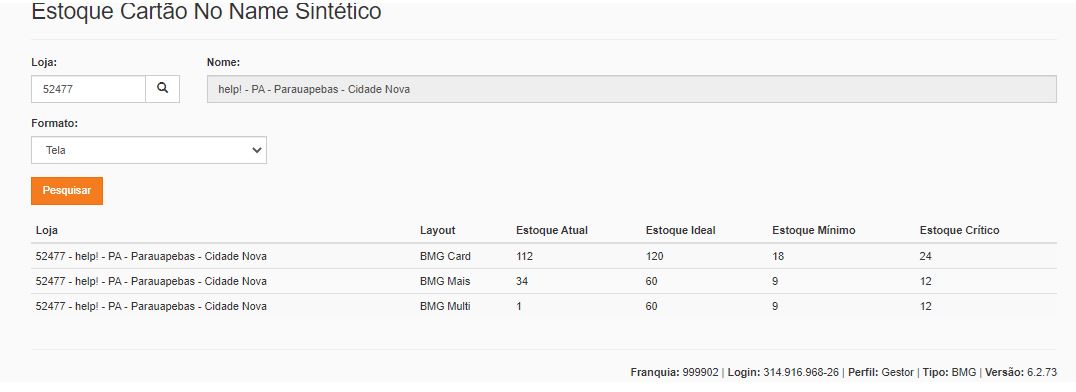 Estoque Cartão No Name Sintético
Loja: Nome:
52477 help! - PA - Parauapebas - Cidade Nova
Formato:
Tela
Pesquisar
Loja Layout Estoque Atual Estoque Ideal Estoque Mínimo Estoque Crítico
52477 - help! - PA - Parauapebas - Cidade Nova BMG Card 112 120 18 24
52477 - help! - PA - Parauapebas - Cidade Nova BMG Mais 34 60 9 12
52477 - help! - PA - Parauapebas - Cidade Nova BMG Multi 1 60 9 12
Franquia: 999902 | Login: 314.916.968-26 | Perfil: Gestor | Tipo: BMG | Versão: 6.2.73